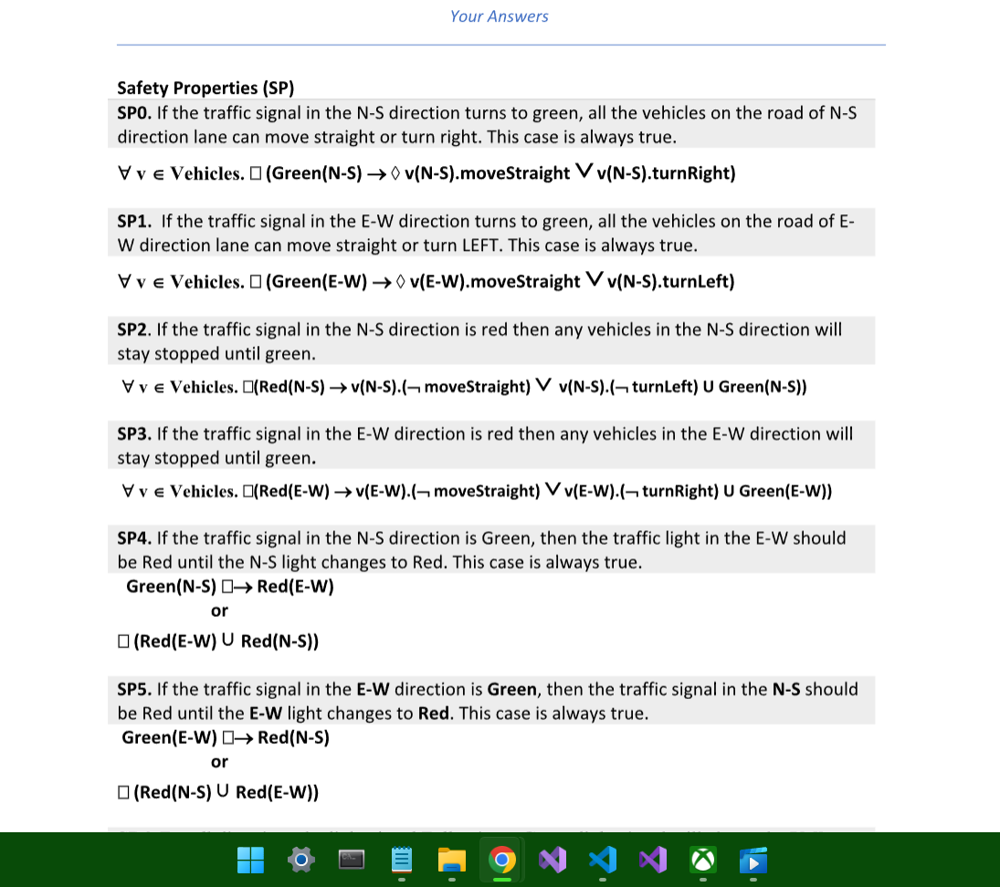 Your Answers
Safety Properties (SP)
SP0. If the traffic signal in the N-S direction turns to green, all the vehicles on the road of N-S
direction lane can move straight or turn right. This case is always true.
∀ v ∈ Vehicles. □ (Green(N-S) → ◊ v(N-S).moveStraight ∨ v(N-S).turnRight)
SP1. If the traffic signal in the E-W direction turns to green, all the vehicles on the road of E-
W direction lane can move straight or turn LEFT. This case is always true.
∀ v ∈ Vehicles. □ (Green(E-W) → ◊ v(E-W).moveStraight ∨ v(N-S).turnLeft)
SP2. If the traffic signal in the N-S direction is red then any vehicles in the N-S direction will
stay stopped until green.
∀ v ∈ Vehicles. □(Red(N-S) → v(N-S).(¬ moveStraight) ∨ v(N-S).(¬ turnLeft) U Green(N-S))
SP3. If the traffic signal in the E-W direction is red then any vehicles in the E-W direction will
stay stopped until green.
∀ v ∈ Vehicles. □(Red(E-W) → v(E-W).(¬ moveStraight) ∨ v(E-W).(¬ turnRight) U Green(E-W))
SP4. If the traffic signal in the N-S direction is Green, then the traffic light in the E-W should
be Red until the N-S light changes to Red. This case is always true.
Green(N-S) □→ Red(E-W)
or
□ (Red(E-W) ∪ Red(N-S))
SP5. If the traffic signal in the E-W direction is Green, then the traffic signal in the N-S should
be Red until the E-W light changes to Red. This case is always true.
Green(E-W) □→ Red(N-S)
or
□ (Red(N-S) ∪ Red(E-W))